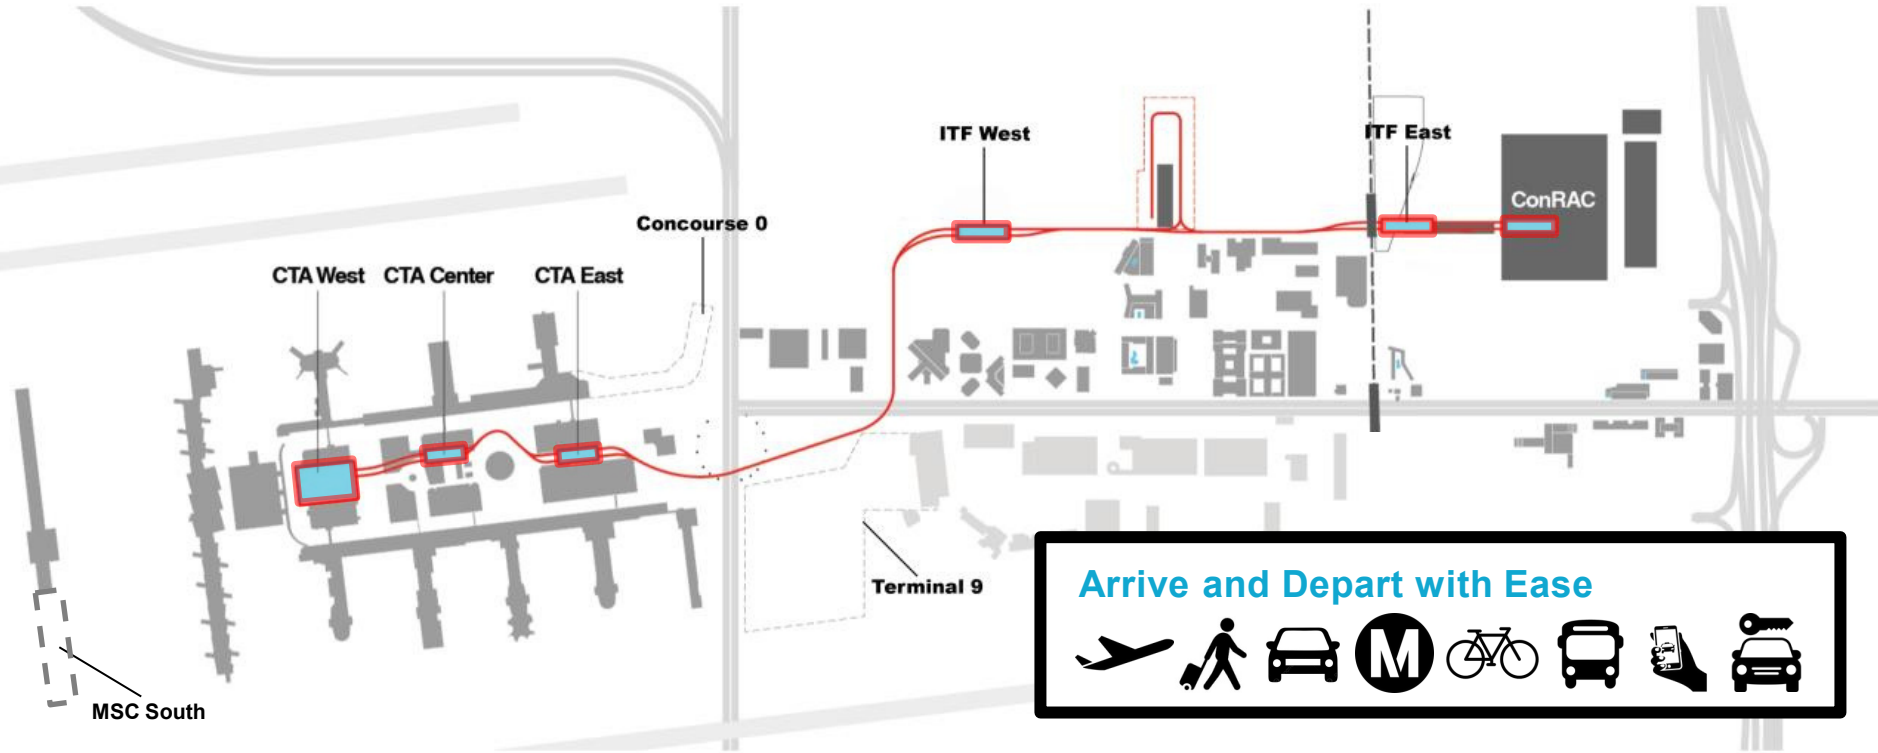 ITF West
ITF East
ConRAC
Concourse 0
CTA West
CTA Center
CTA East
Terminal 9
MSC South
Arrive and Depart with Ease
M